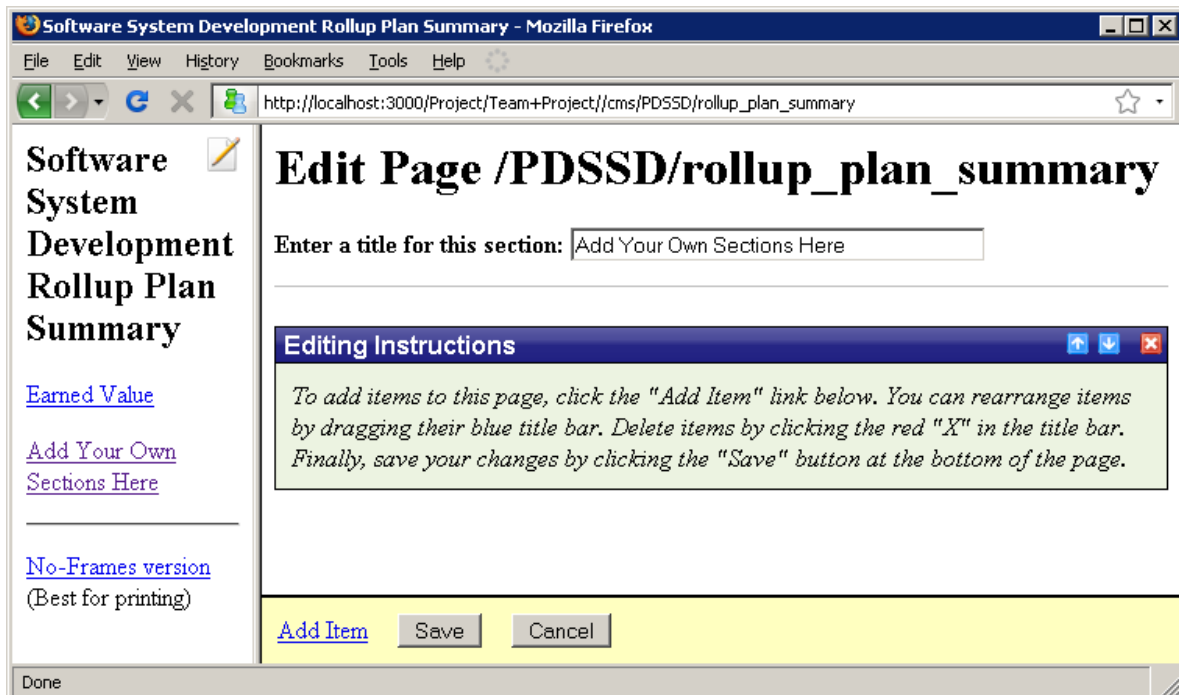 Software System Development Rollup Plan Summary - Mozilla Firefox
File Edit View History Bookmarks Tools Help
http://localhost:3000/Project/Team+Project//cms/PDSSD/rollup_plan_summary
Software
System
Development
Rollup Plan
Summary
Earned Value
Add Your Own
Sections Here
No-Frames version
(Best for printing)
Edit Page /PDSSD/rollup_plan_summary
Enter a title for this section: Add Your Own Sections Here
Editing Instructions
To add items to this page, click the "Add Item" link below. You can rearrange items
by dragging their blue title bar. Delete items by clicking the red "X" in the title bar.
Finally, save your changes by clicking the "Save" button at the bottom of the page.
Add Item Save Cancel
Done